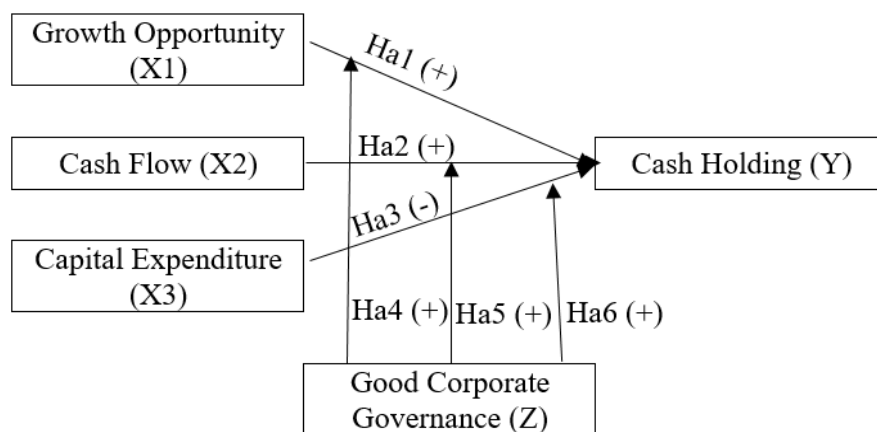 Growth Opportunity
(X1)
Ha1 (+)
Cash Flow (X2)
Ha2 (+)
Cash Holding (Y)
Ha3 (-)
Capital Expenditure
(X3)
Ha4 (+)
Ha5 (+)
Ha6 (+)
Good Corporate
Governance (Z)